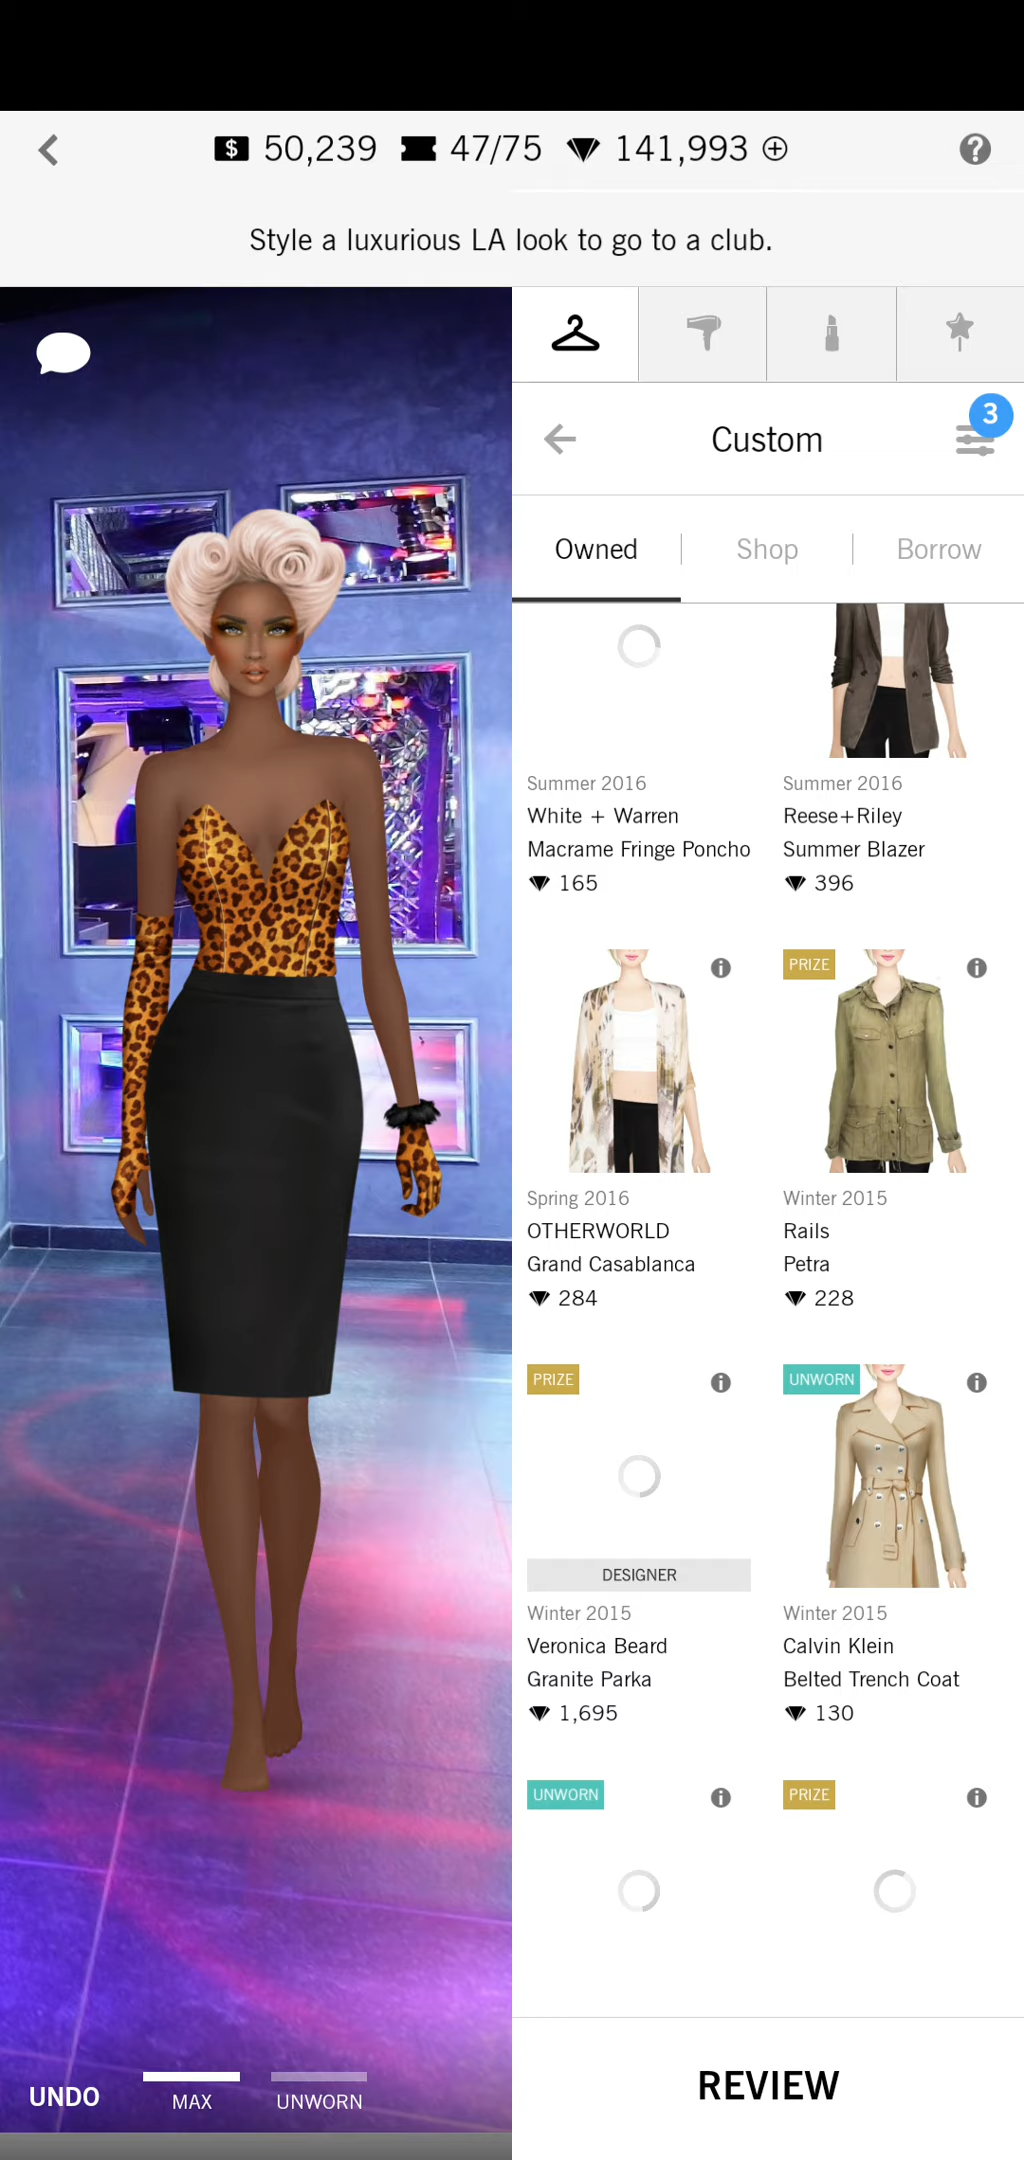 50,239 47/75 141,993
Style a luxurious LA look to go to a club.
3
Custom
Owned Shop Borrow
Summer 2016
White + Warren
Macrame Fringe Poncho
165
Summer 2016
Reese+Riley
Summer Blazer
396
Spring 2016
OTHERWORLD
Grand Casablanca
284
PRIZE
Winter 2015
Rails
Petra
228
PRIZE
DESIGNER
Winter 2015
Veronica Beard
Granite Parka
1,695
UNWORN
Winter 2015
Calvin Klein
Belted Trench Coat
130
UNWORN
PRIZE
UNDO
MAX
UNWORN
REVIEW